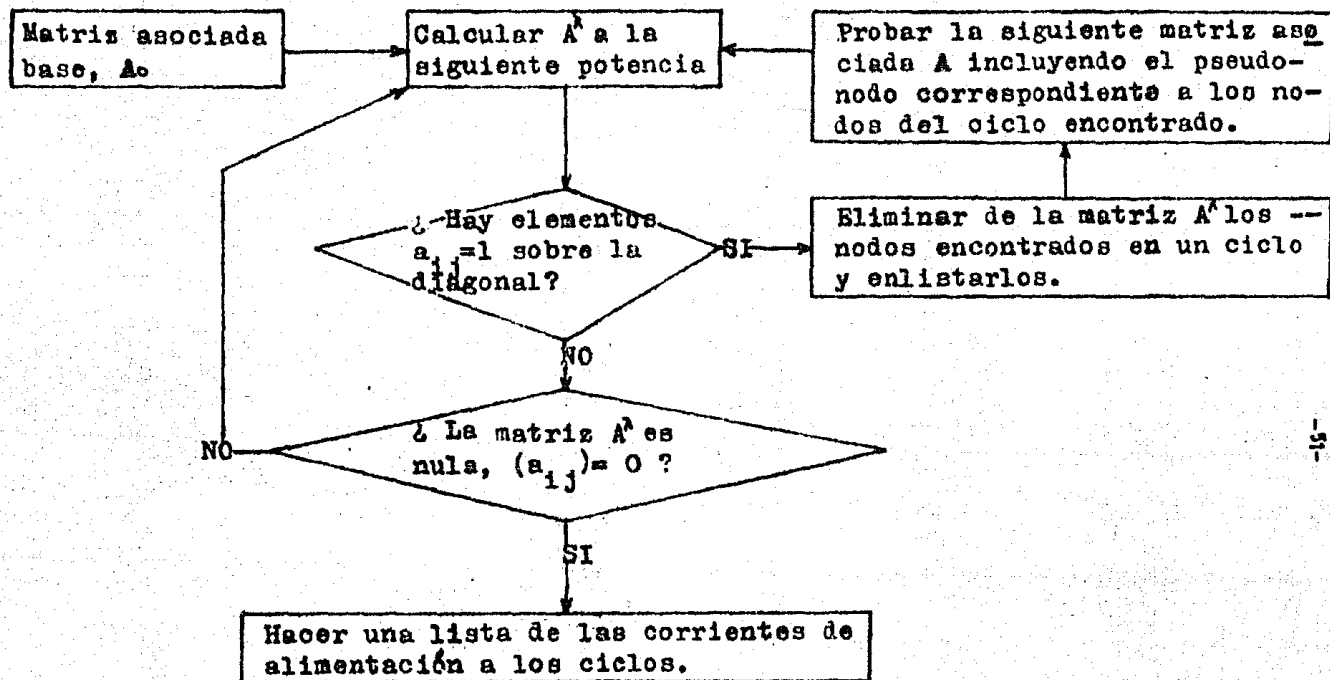 Matriz asociada
base, Ao
Calcular A^λ a la
siguiente potencia
Probar la siguiente matriz aso
ciada A incluyendo el pseudo-
nodo correspondiente a los no-
dos del ciclo encontrado.
¿ Hay elementos
a_ij=1 sobre la
diagonal?
SI
Eliminar de la matriz A^λ los --
nodos encontrados en un ciclo
y enlistarlos.
NO
¿ La matriz A^λ es
nula, (a_ij)= 0 ?
NO
SI
Hacer una lista de las corrientes de
alimentación a los ciclos.
-51-